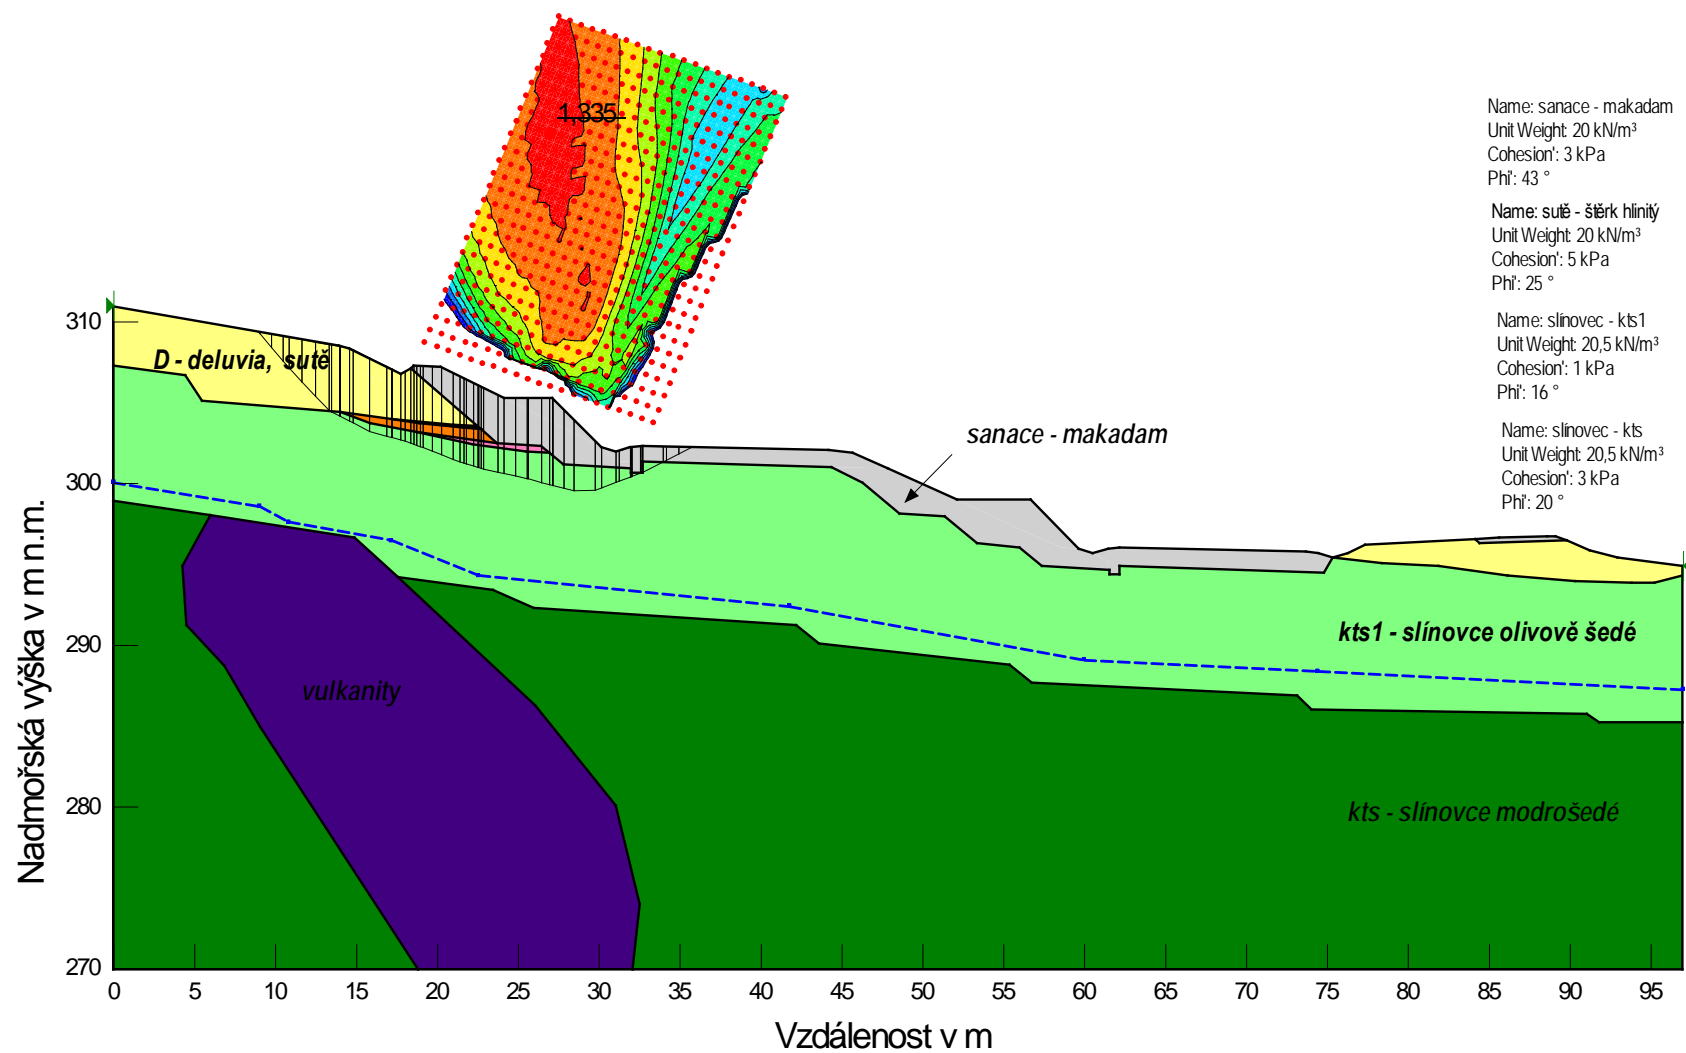 1,335
Name: sanace - makadam
Unit Weight: 20 kN/m³
Cohesion': 3 kPa
Phi': 43 °
Name: sutě - štěrk hlinitý
Unit Weight: 20 kN/m³
Cohesion': 5 kPa
Phi': 25 °
Name: slínovec - kts1
Unit Weight: 20,5 kN/m³
Cohesion': 1 kPa
Phi': 16 °
Name: slínovec - kts
Unit Weight: 20,5 kN/m³
Cohesion': 3 kPa
Phi': 20 °
310
300
290
280
270
Nadmořská výška v m n.m.
D - deluvia, sutě
sanace - makadam
kts1 - slínovce olivově šedé
vulkanity
kts - slínovce modrošedé
0 5 10 15 20 25 30 35 40 45 50 55 60 65 70 75 80 85 90 95
Vzdálenost v m